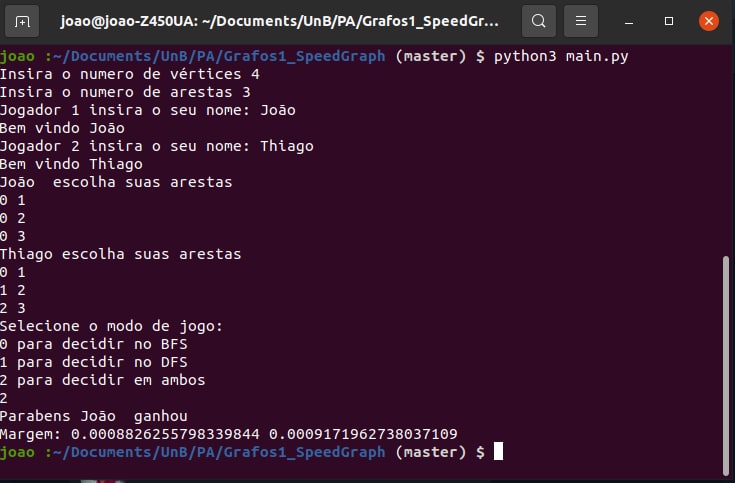 joao@joao-Z450UA: ~/Documents/UnB/PA/Grafos1_SpeedGr...
joao :~/Documents/UnB/PA/Grafos1_SpeedGraph (master) $ python3 main.py
Insira o numero de vértices 4
Insira o numero de arestas 3
Jogador 1 insira o seu nome: João
Bem vindo João
Jogador 2 insira o seu nome: Thiago
Bem vindo Thiago
João  escolha suas arestas
0 1
0 2
0 3
Thiago escolha suas arestas
0 1
1 2
2 3
Selecione o modo de jogo:
0 para decidir no BFS
1 para decidir no DFS
2 para decidir em ambos
2
Parabens João  ganhou
Margem: 0.0008826255798339844 0.0009171962738037109
joao :~/Documents/UnB/PA/Grafos1_SpeedGraph (master) $